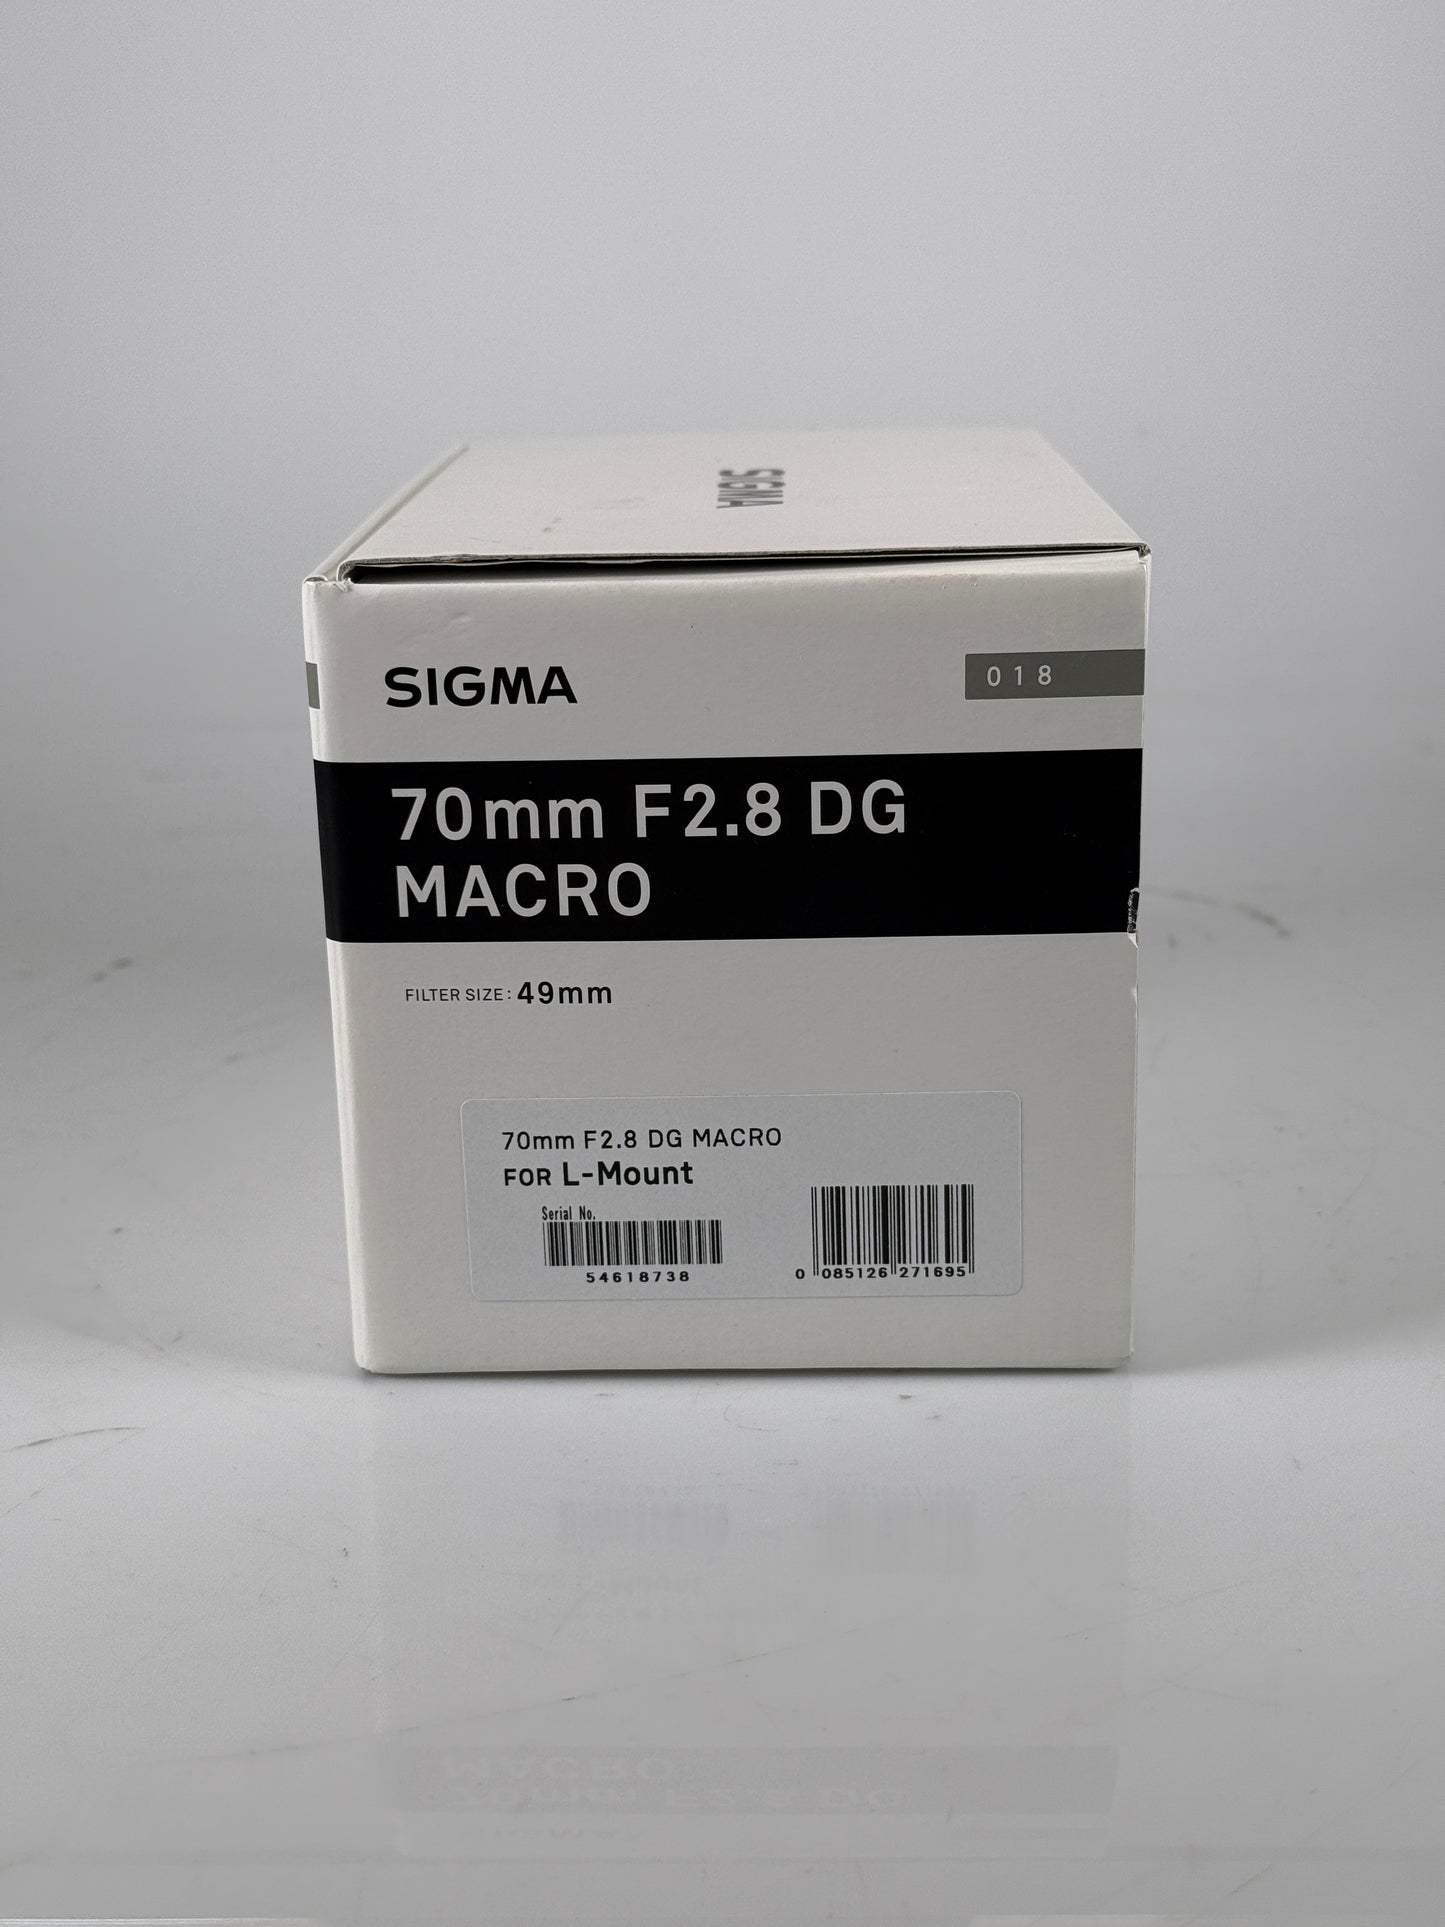 SIGMA
SIGMA
018
70mm F2.8 DG
MACRO
FILTER SIZE: 49mm
70mm F2.8 DG MACRO
FOR L-Mount
Serial No.
54618738
0 085126 271695